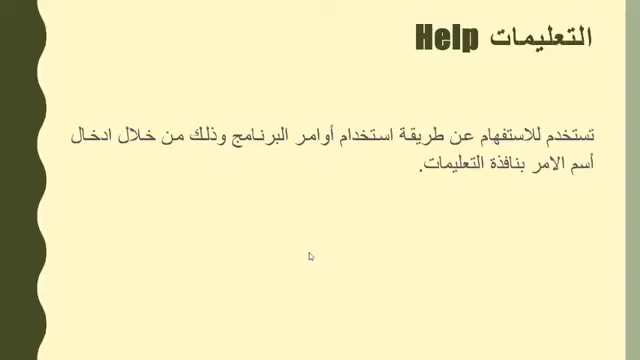 التعليمات Help
تستخدم للاستفهام عن طريقة استخدام أوامر البرنامج وذلك من خلال ادخال
أسم الامر بنافذة التعليمات.